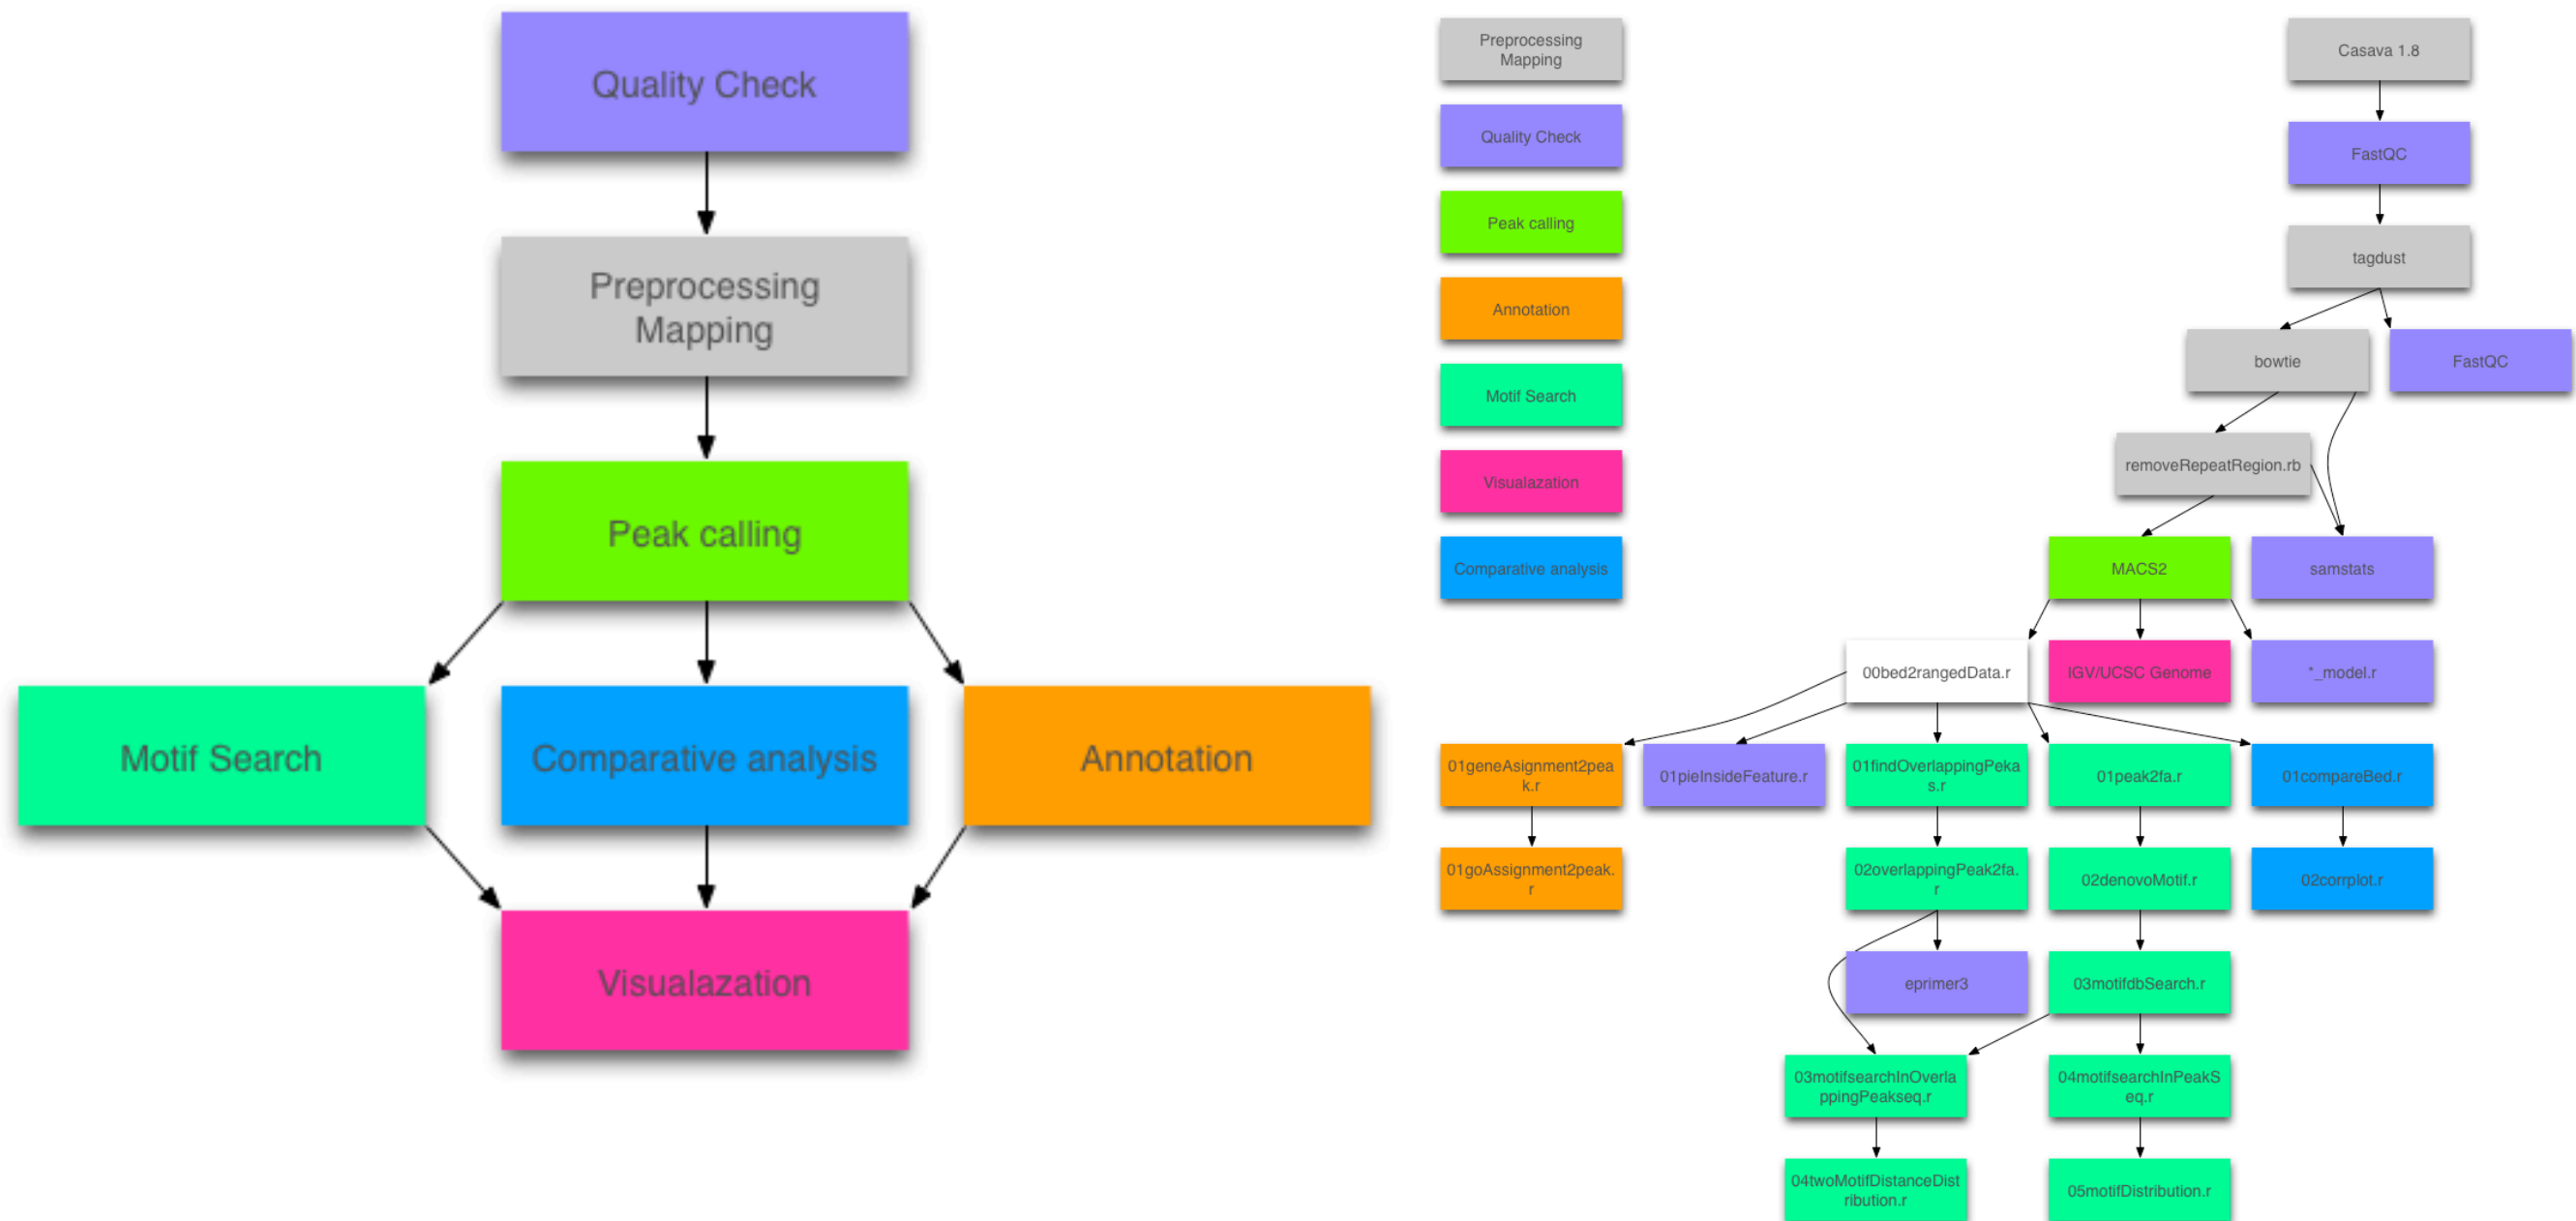 Quality Check
Preprocessing
Mapping
Peak calling
Motif Search
Comparative analysis
Annotation
Visualazation
Preprocessing
Mapping
Quality Check
Peak calling
Annotation
Motif Search
Visualazation
Comparative analysis
Casava 1.8
FastQC
tagdust
bowtie
FastQC
removeRepeatRegion.rb
MACS2
samstats
00bed2rangedData.r
IGV/UCSC Genome
*_model.r
01geneAsignment2pea
k.r
01pieInsideFeature.r
01findOverlappingPeka
s.r
01peak2fa.r
01compareBed.r
01goAssignment2peak.
r
02overlappingPeak2fa.
r
02denovoMotif.r
02corrplot.r
eprimer3
03motifdbSearch.r
03motifsearchInOverla
ppingPeakseq.r
04motifsearchInPeakS
eq.r
04twoMotifDistanceDist
ribution.r
05motifDistribution.r